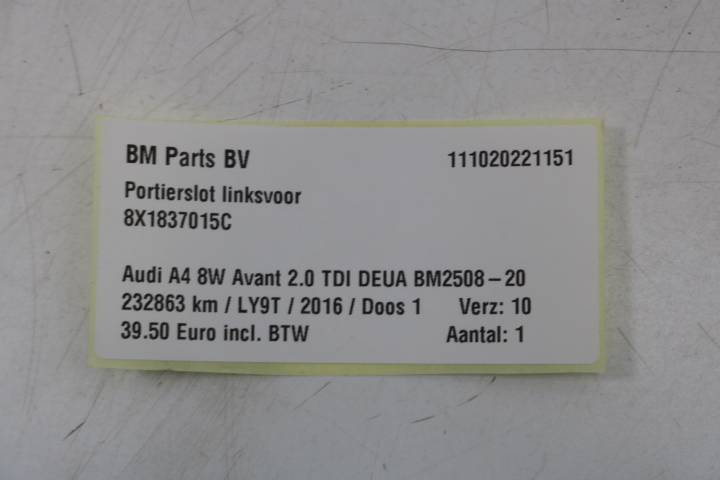 BM Parts BV 111020221151
Portierslot linksvoor
8X1837015C
Audi A4 8W Avant 2.0 TDI DEUA BM2508-20
232863 km / LY9T / 2016 / Doos 1 Verz: 10
39.50 Euro incl. BTW Aantal: 1